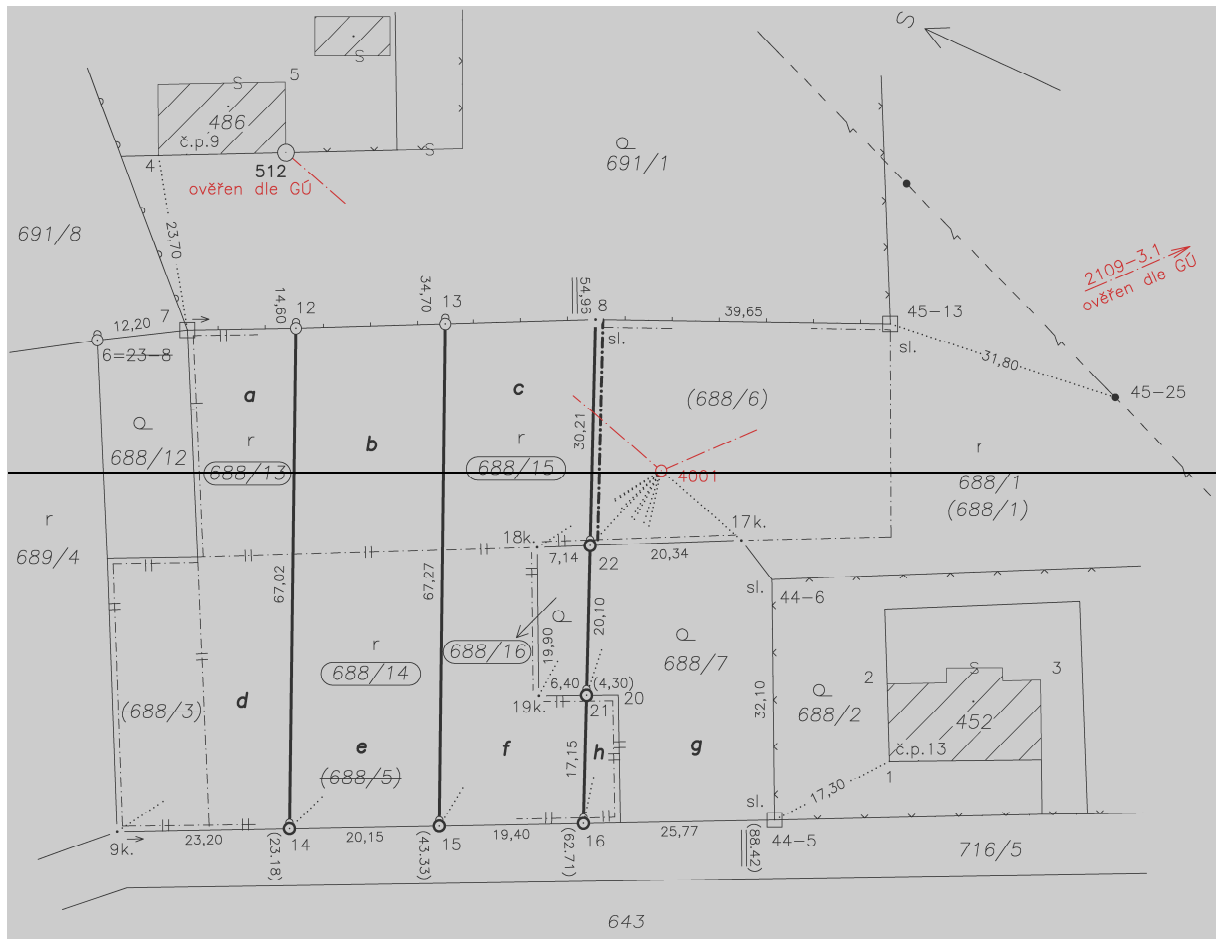 S
5
S
S
486
č.p.9
4
512
S
ověřen dle GÚ
691/1
691/8
23.70
2109-3.1
ověřen dle GÚ
14,60
34,70
54,95
12,20
7
12
13
8
39,65
45-13
6=23-8
sl.
sl.
31,80
45-25
a
b
c
(688/6)
r
r
30,21
r
688/12
688/13
688/15
4001
688/1
(688/1)
r
689/4
18k.
17k.
7,14
22
20,34
67,02
67,27
sl.
44-6
20,10
19,90
r
688/14
688/16
688/7
2
S
3
6,40
(4,30)
20
19k.
21
(688/3)
d
32,10
688/2
452
e
f
h
g
17,15
č.p.13
(688/5)
1
17,30
sl.
9k.
23,20
14
20,15
15
19,40
16
25,77
44-5
(23.18)
(43.33)
(62.71)
(88.42)
716/5
643